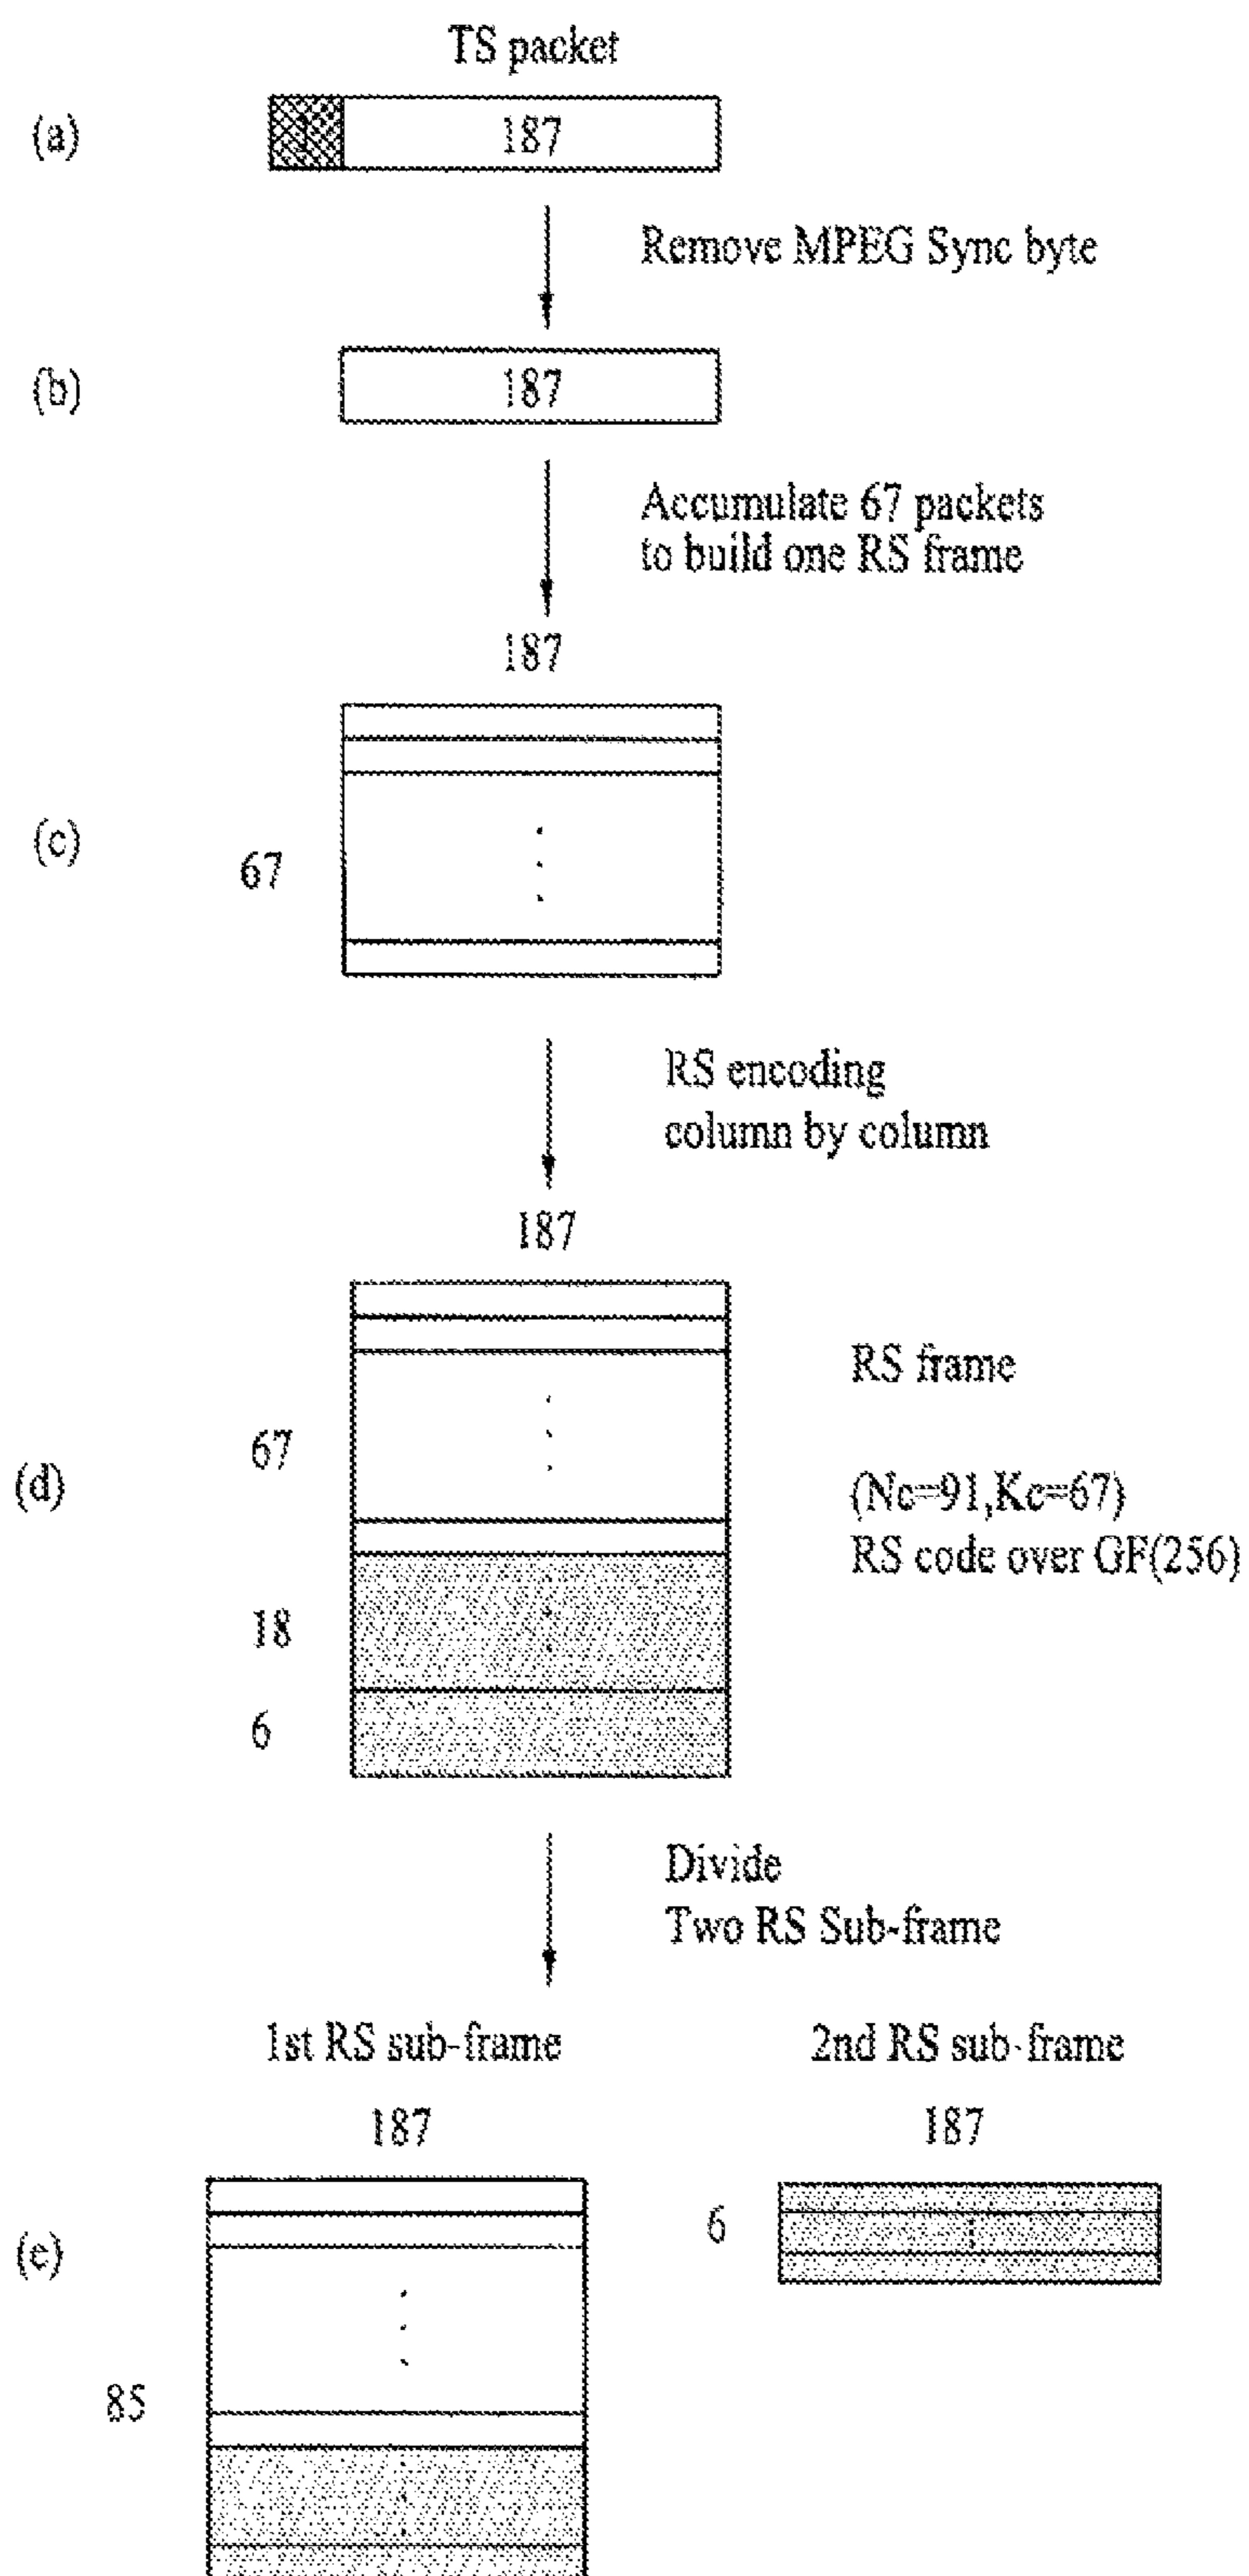 TS packet
(a)
1
187
Remove MPEG Sync byte
(b)
187
Accumulate 67 packets
to build one RS frame
187
(c)
67
RS encoding
column by column
187
RS frame
67
(d)
(Nc=91,Kc=67)
RS code over GF(256)
18
6
Divide
Two RS Sub-frame
1st RS sub-frame
2nd RS sub-frame
187
187
6
(e)
85